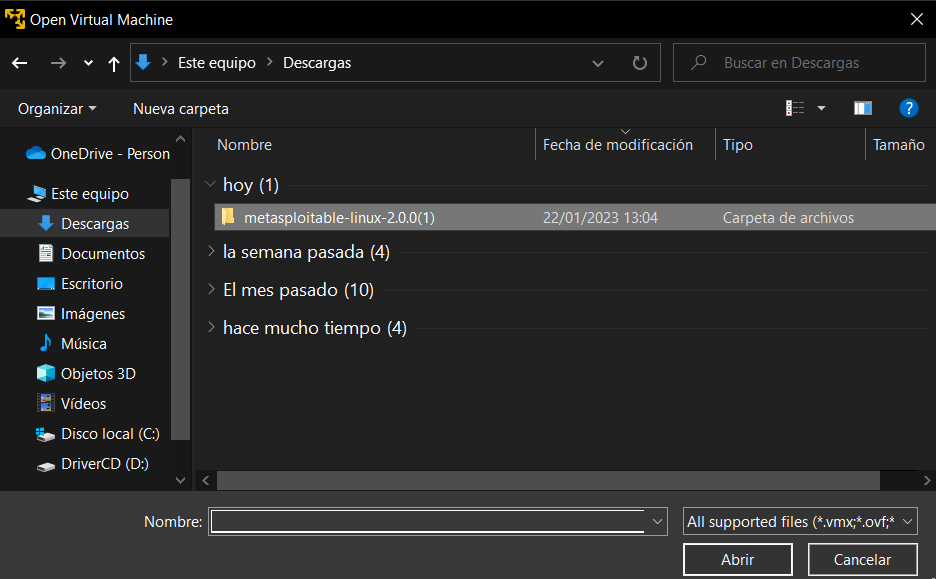 Open Virtual Machine
Este equipo > Descargas
Buscar en Descargas
Organizar
Nueva carpeta
?
OneDrive - Person
Este equipo
Descargas
Documentos
Escritorio
Imágenes
Música
Objetos 3D
Vídeos
Disco local (C:)
DriverCD (D:)
Nombre Fecha de modificación Tipo Tamaño
hoy (1)
metasploitable-linux-2.0.0(1) 22/01/2023 13:04 Carpeta de archivos
la semana pasada (4)
El mes pasado (10)
hace mucho tiempo (4)
Nombre:
All supported files (*.vmx;*.ovf;*
Abrir
Cancelar